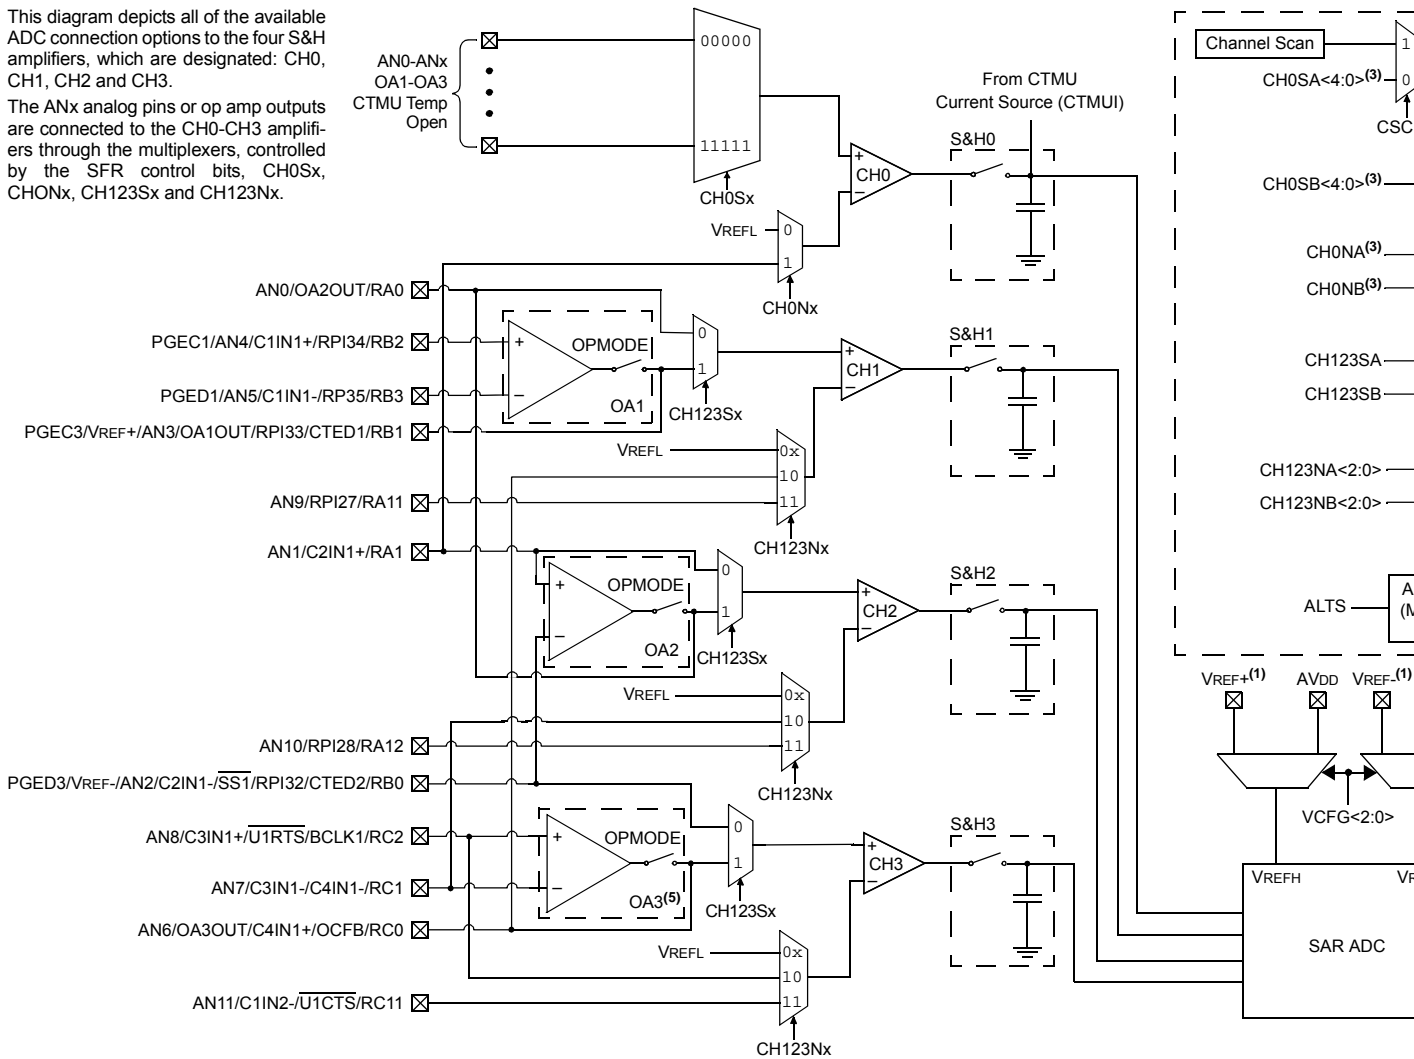 This diagram depicts all of the available
ADC connection options to the four S&H
amplifiers, which are designated: CH0,
CH1, CH2 and CH3.
The ANx analog pins or op amp outputs
are connected to the CH0-CH3 amplifi-
ers through the multiplexers, controlled
by the SFR control bits, CH0Sx,
CHONx, CH123Sx and CH123Nx.
AN0-ANx
OA1-OA3
CTMU Temp
Open
00000
11111
CH0Sx
From CTMU
Current Source (CTMUI)
S&H0
+
CH0
–
VREFL
0
1
CH0Nx
Channel Scan
1
CH0SA<4:0>(3)
0
CSC
CH0SB<4:0>(3)
CH0NA(3)
CH0NB(3)
CH123SA
CH123SB
CH123NA<2:0>
CH123NB<2:0>
ALTS
A
(M
AN0/OA2OUT/RA0
PGEC1/AN4/C1IN1+/RPI34/RB2
PGED1/AN5/C1IN1-/RP35/RB3
PGEC3/VREF+/AN3/OA1OUT/RPI33/CTED1/RB1
+
–
OPMODE
OA1
0
1
CH123Sx
+
CH1
–
S&H1
VREFL
0x
10
11
CH123Nx
AN9/RPI27/RA11
AN1/C2IN1+/RA1
+
–
OPMODE
OA2
0
1
CH123Sx
+
CH2
–
S&H2
VREFL
0x
10
11
CH123Nx
AN10/RPI28/RA12
PGED3/VREF-/AN2/C2IN1-/SS1/RPI32/CTED2/RB0
AN8/C3IN1+/U1RTS/BCLK1/RC2
AN7/C3IN1-/C4IN1-/RC1
AN6/OA3OUT/C4IN1+/OCFB/RC0
+
–
OPMODE
OA3(5)
0
1
CH123Sx
+
CH3
–
S&H3
VREFL
0x
10
11
CH123Nx
AN11/C1IN2-/U1CTS/RC11
VREF+(1)
AVDD
VREF-(1)
VCFG<2:0>
VREFH
VR
SAR ADC